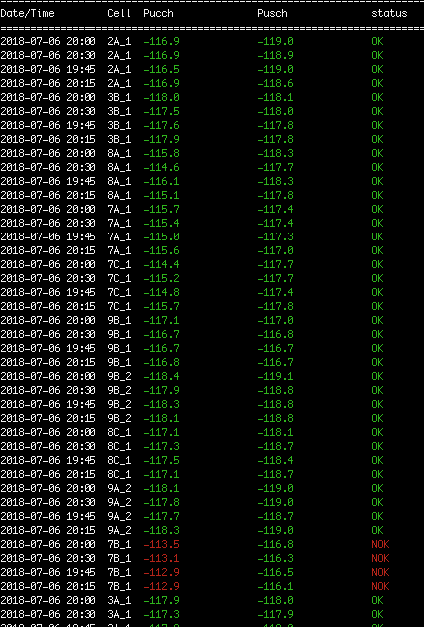 Date/Time Cell Pucch Pusch status
2018-07-06 20:00 2A_1 -116.9 -119.0 OK
2018-07-06 20:30 2A_1 -116.9 -118.9 OK
2018-07-06 19:45 2A_1 -116.5 -119.0 OK
2018-07-06 20:15 2A_1 -116.9 -118.6 OK
2018-07-06 20:00 3B_1 -118.0 -118.1 OK
2018-07-06 20:30 3B_1 -117.5 -118.0 OK
2018-07-06 19:45 3B_1 -117.6 -117.8 OK
2018-07-06 20:15 3B_1 -117.9 -117.8 OK
2018-07-06 20:00 8A_1 -115.8 -118.3 OK
2018-07-06 20:30 8A_1 -114.6 -117.7 OK
2018-07-06 19:45 8A_1 -116.1 -118.3 OK
2018-07-06 20:15 8A_1 -115.1 -117.8 OK
2018-07-06 20:00 7A_1 -115.7 -117.4 OK
2018-07-06 20:30 7A_1 -115.4 -117.4 OK
2018-07-06 19:45 7A_1 -115.0 -117.3 OK
2018-07-06 20:15 7A_1 -115.6 -117.0 OK
2018-07-06 20:00 7C_1 -114.4 -117.7 OK
2018-07-06 20:30 7C_1 -115.2 -117.7 OK
2018-07-06 19:45 7C_1 -114.8 -117.4 OK
2018-07-06 20:15 7C_1 -115.7 -117.8 OK
2018-07-06 20:00 9B_1 -117.1 -117.0 OK
2018-07-06 20:30 9B_1 -116.7 -116.8 OK
2018-07-06 19:45 9B_1 -116.7 -116.7 OK
2018-07-06 20:15 9B_1 -116.8 -116.7 OK
2018-07-06 20:00 9B_2 -118.4 -119.1 OK
2018-07-06 20:30 9B_2 -117.9 -118.8 OK
2018-07-06 19:45 9B_2 -118.3 -118.8 OK
2018-07-06 20:15 9B_2 -118.1 -118.8 OK
2018-07-06 20:00 8C_1 -117.1 -118.1 OK
2018-07-06 20:30 8C_1 -117.3 -118.7 OK
2018-07-06 19:45 8C_1 -117.5 -118.4 OK
2018-07-06 20:15 8C_1 -117.1 -118.7 OK
2018-07-06 20:00 9A_2 -118.1 -119.0 OK
2018-07-06 20:30 9A_2 -117.8 -119.0 OK
2018-07-06 19:45 9A_2 -117.7 -118.7 OK
2018-07-06 20:15 9A_2 -118.3 -119.0 OK
2018-07-06 20:00 7B_1 -113.5 -116.8 NOK
2018-07-06 20:30 7B_1 -113.1 -116.3 NOK
2018-07-06 19:45 7B_1 -112.9 -116.5 NOK
2018-07-06 20:15 7B_1 -112.9 -116.1 NOK
2018-07-06 20:00 3A_1 -117.9 -118.0 OK
2018-07-06 20:30 3A_1 -117.3 -117.9 OK